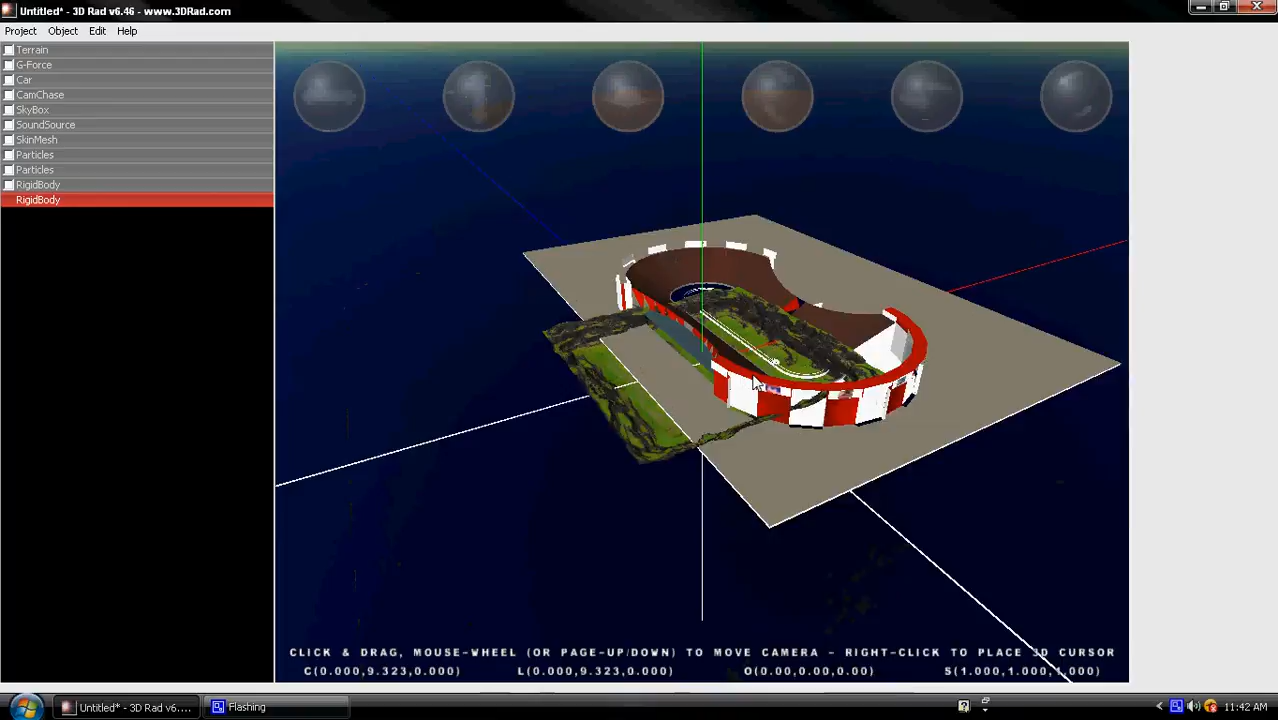 Untitled* - 3D Rad v6.46 - www.3DRad.com
Project Object Edit Help
Terrain
G-Force
Car
CamChase
SkyBox
SoundSource
SkinMesh
Particles
Particles
RigidBody
RigidBody
CLICK & DRAG, MOUSE-WHEEL (OR PAGE-UP/DOWN) TO MOVE CAMERA - RIGHT-CLICK TO PLACE 3D CURSOR
C(0.000,9.323,0.000) L(0.000,9.323,0.000) O(0.00,0.00,0.00) S(1.000,1.000,1.000)
Untitled* - 3D Rad v6.... Flashing 11:42 AM